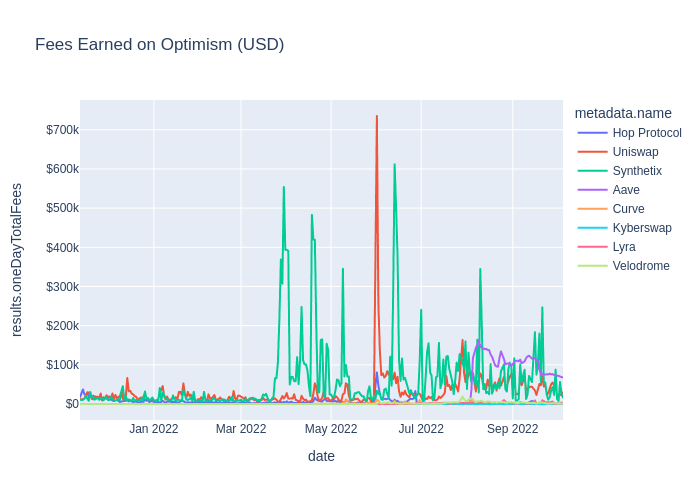 Fees Earned on Optimism (USD)
metadata.name
Hop Protocol
Uniswap
Synthetix
Aave
Curve
Kyberswap
Lyra
Velodrome
results.oneDayTotalFees
$700k
$600k
$500k
$400k
$300k
$200k
$100k
$0
Jan 2022
Mar 2022
May 2022
Jul 2022
Sep 2022
date